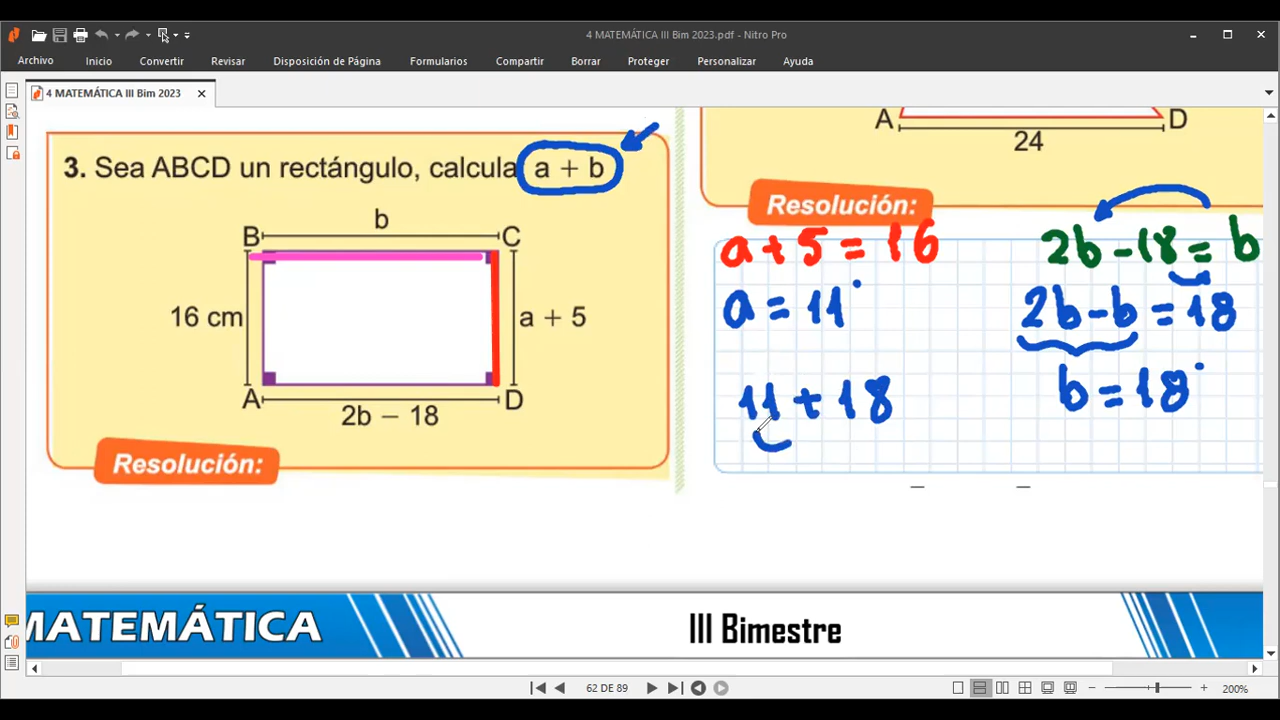 4 MATEMÁTICA III Bim 2023.pdf - Nitro Pro
Archivo Inicio Convertir Revisar Disposición de Página Formularios Compartir Borrar Proteger Personalizar Ayuda
4 MATEMÁTICA III Bim 2023
3. Sea ABCD un rectángulo, calcula a + b
b
B C
16 cm
a + 5
A D
2b − 18
Resolución:
A D
24
Resolución:
a + 5 = 16
2b − 18 = b
a = 11
2b − b = 18
11 + 18
b = 18
MATEMÁTICA
III Bimestre
62 DE 89
200%